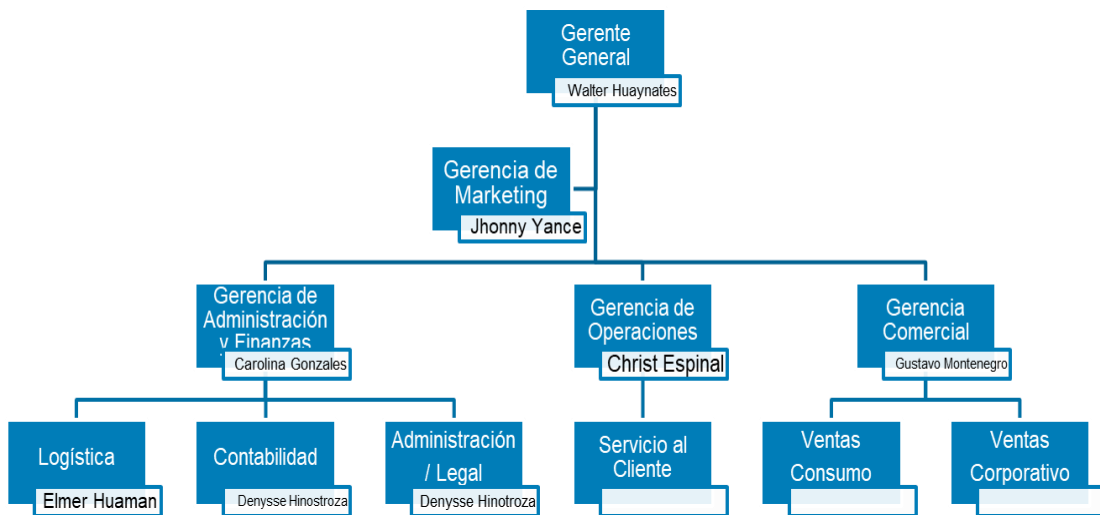 Gerente
General
Walter Huaynates
Gerencia de
Marketing
Jhonny Yance
Gerencia de
Administración
y Finanzas
Carolina Gonzales
Gerencia de
Operaciones
Christ Espinal
Gerencia
Comercial
Gustavo Montenegro
Logística
Elmer Huaman
Contabilidad
Denysse Hinostroza
Administración
/ Legal
Denysse Hinotroza
Servicio al
Cliente
Ventas
Consumo
Ventas
Corporativo